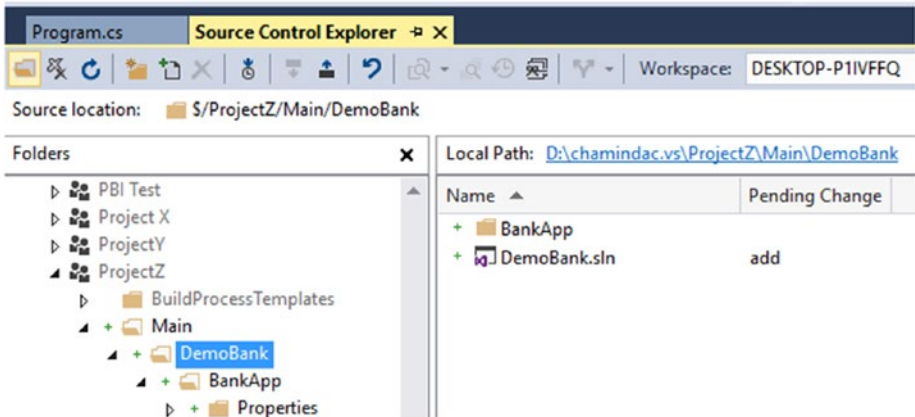 Program.cs
Source Control Explorer
Workspace: DESKTOP-P1IVFFQ
Source location: $/ProjectZ/Main/DemoBank
Folders
Local Path: D:\chamindac.vs\ProjectZ\Main\DemoBank
PBI Test
Project X
ProjectY
ProjectZ
BuildProcessTemplates
Main
DemoBank
BankApp
Properties
Name
Pending Change
BankApp
DemoBank.sln
add